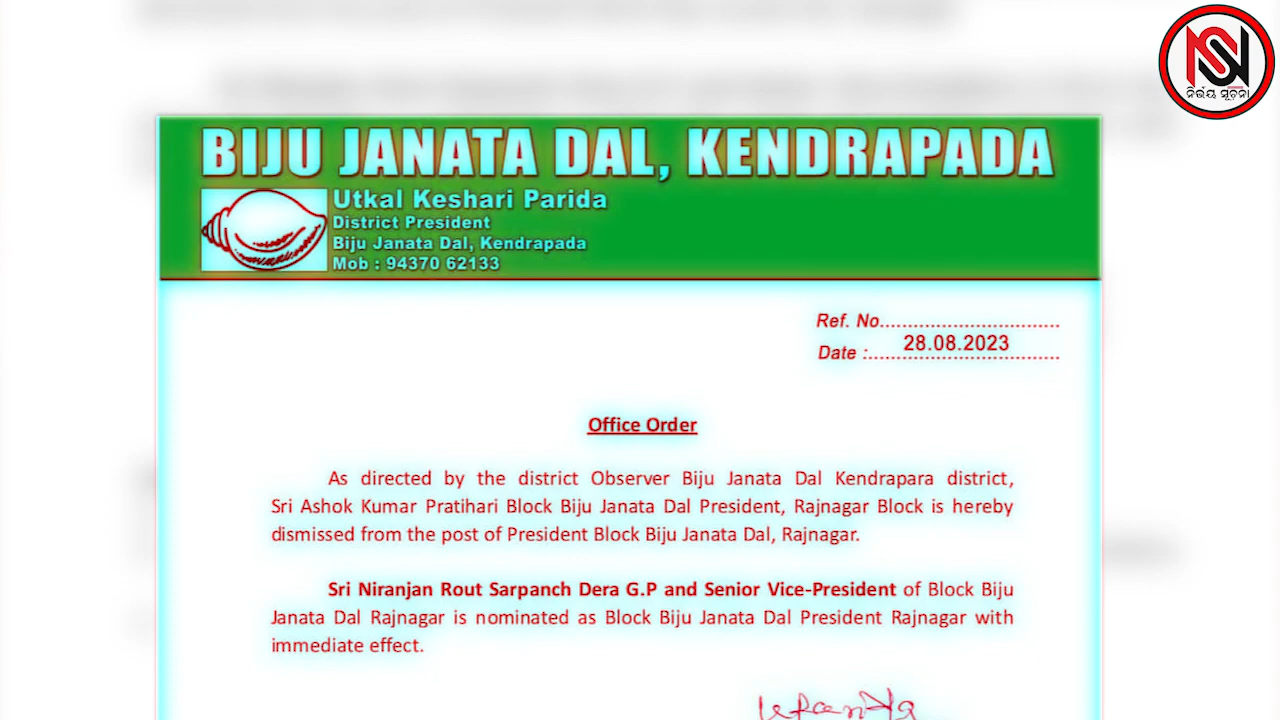 ନିର୍ଭୟ ସୂଚନା
BIJU JANATA DAL, KENDRAPADA
Utkal Keshari Parida
District President
Biju Janata Dal, Kendrapada
Mob : 94370 62133
Ref. No................................
Date :..................................
28.08.2023
Office Order
As directed by the district Observer Biju Janata Dal Kendrapara district,
Sri Ashok Kumar Pratihari Block Biju Janata Dal President, Rajnagar Block is hereby
dismissed from the post of President Block Biju Janata Dal, Rajnagar.
Sri Niranjan Rout Sarpanch Dera G.P and Senior Vice-President of Block Biju
Janata Dal Rajnagar is nominated as Block Biju Janata Dal President Rajnagar with
immediate effect.